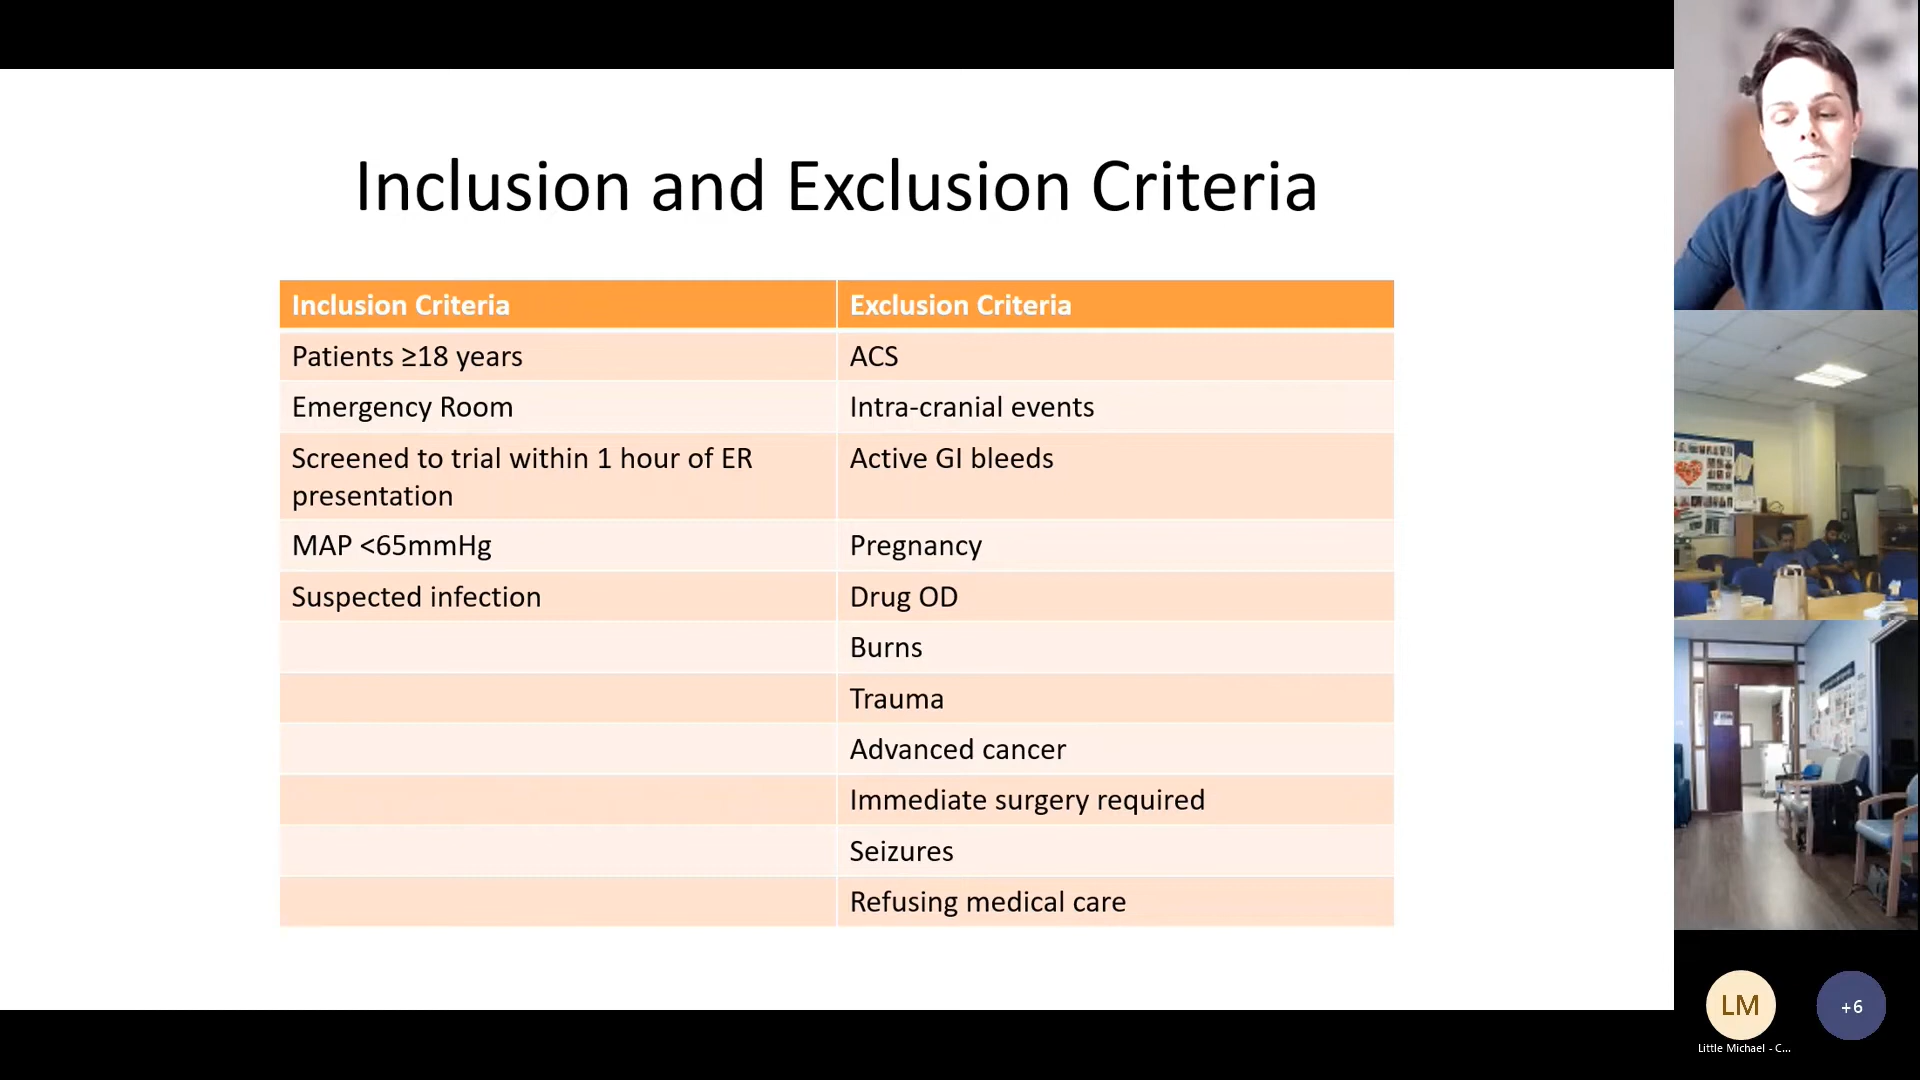 Inclusion and Exclusion Criteria
Inclusion Criteria
Exclusion Criteria
Patients ≥18 years
ACS
Emergency Room
Intra-cranial events
Screened to trial within 1 hour of ER
presentation
Active GI bleeds
MAP <65mmHg
Pregnancy
Suspected infection
Drug OD
Burns
Trauma
Advanced cancer
Immediate surgery required
Seizures
Refusing medical care
LM
+6
Little Michael - C...